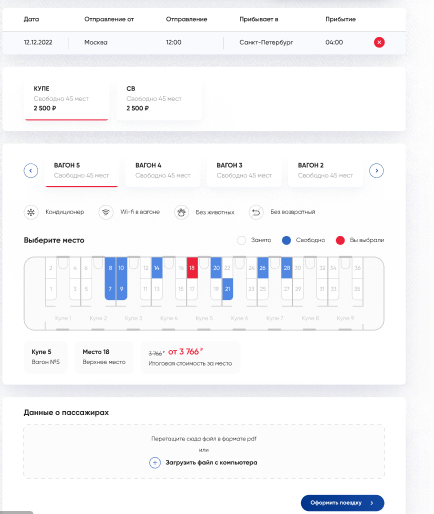 Дата Отправление от Отправление Прибывает в Прибытие
12.12.2022 Москва 12:00 Санкт-Петербург 04:00
КУПЕ СВ
Свободно 45 мест Свободно 45 мест
2 500 ₽ 2 500 ₽
ВАГОН 5 ВАГОН 4 ВАГОН 3 ВАГОН 2
Свободно 45 мест Свободно 45 мест Свободно 45 мест Свободно 45 мест
Кондиционер Wi-fi в вагоне Без животных Без возвратный
Выберите место Занято Свободно Вы выбрали
2 4 6 8 10 12 14 16 18 20 22 24 26 28 30 32 34 36
1 3 5 7 9 11 13 15 17 19 21 23 25 27 29 31 33 35
Купе 1 Купе 2 Купе 3 Купе 4 Купе 5 Купе 6 Купе 7 Купе 8 Купе 9
Купе 5 Место 18 3 766 ₽ от 3 766 ₽
Вагон №5 Верхнее место Итоговая стоимость за место
Данные о пассажирах
Перетащите сюда файл в формате pdf
или
Загрузить файл с компьютера
Оформить поездку